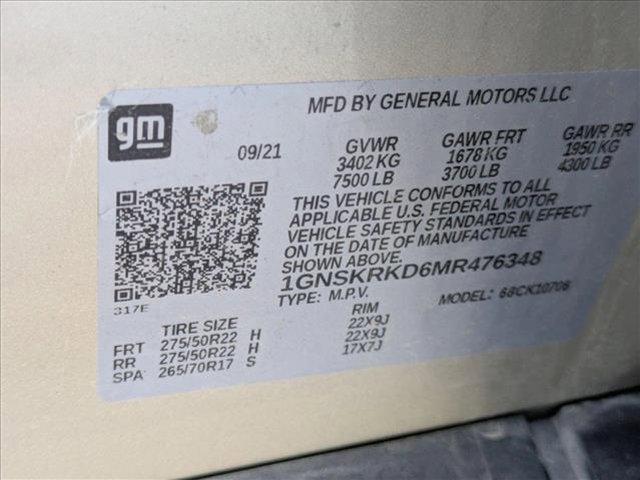 gm
MFD BY GENERAL MOTORS LLC
09/21
GVWR GAWR FRT GAWR RR
3402 KG 1678 KG 1950 KG
7500 LB 3700 LB 4300 LB
THIS VEHICLE CONFORMS TO ALL
APPLICABLE U.S. FEDERAL MOTOR
VEHICLE SAFETY STANDARDS IN EFFECT
ON THE DATE OF MANUFACTURE
SHOWN ABOVE.
1GNSKRKD6MR476348
TYPE: M.P.V. MODEL: 68CK10706
317E
TIRE SIZE RIM
FRT 275/50R22 H 22X9J
RR 275/50R22 H 22X9J
SPA 265/70R17 S 17X7J